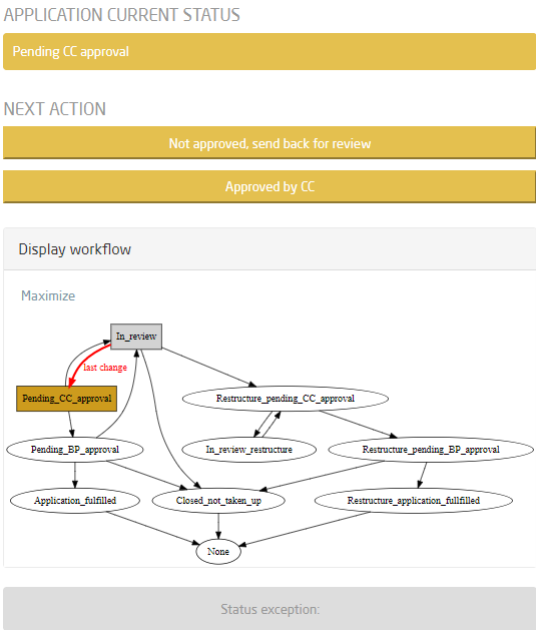 APPLICATION CURRENT STATUS
Pending CC approval
NEXT ACTION
Not approved, send back for review
Approved by CC
Display workflow
Maximize
In_review
last change
Pending_CC_approval
Restructure_pending_CC_approval
Pending_BP_approval
In_review_restructure
Restructure_pending_BP_approval
Application_fullfilled
Closed_not_taken_up
Restructure_application_fullfilled
None
Status exception: